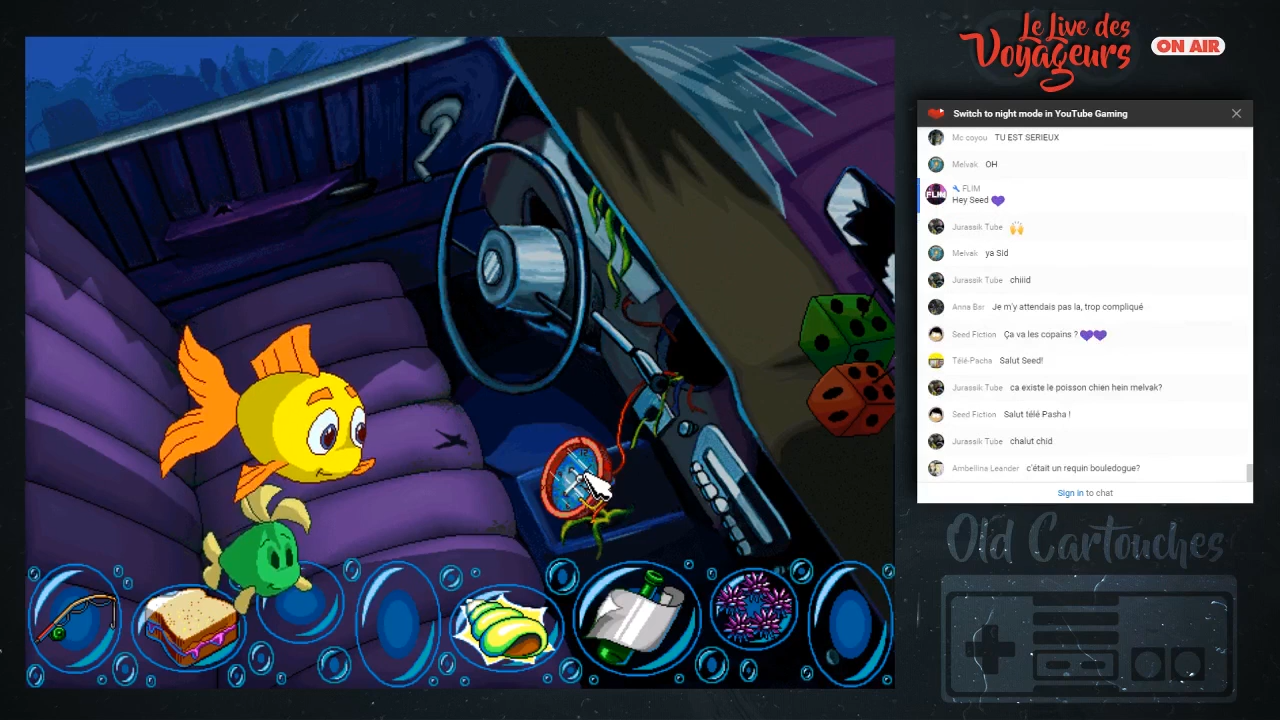 Le Live des
Voyageurs
ON AIR
Switch to night mode in YouTube Gaming
Mc coyou TU EST SERIEUX
Melvak OH
FLIM
FLIM
Hey Seed 💜
Jurassik Tube 🙌
Melvak ya Sid
Jurassik Tube chiiid
Anna Bar Je m'y attendais pas la, trop compliqué
Seed Fiction Ça va les copains ? 💜💜
Télé-Pacha Salut Seed!
Jurassik Tube ca existe le poisson chien hein melvak?
Seed Fiction Salut télé Pasha !
Jurassik Tube chalut chid
Ambellina Leander c'était un requin bouledogue?
Sign in to chat
Old Cartouches